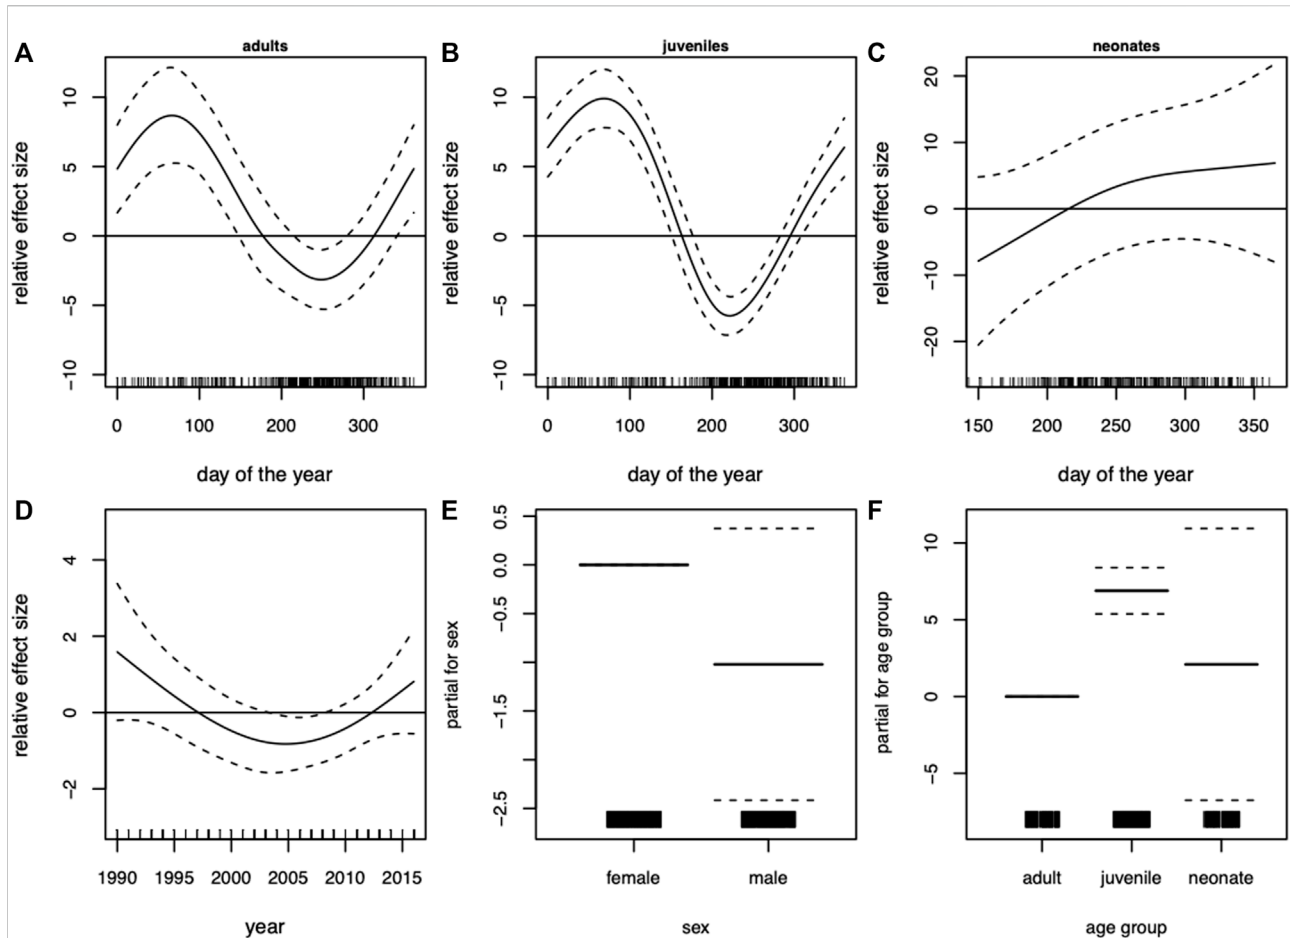 A
adults
relative effect size
10
5
0
−5
−10
0
100
200
300
day of the year
B
juveniles
relative effect size
10
5
0
−5
−10
0
100
200
300
day of the year
C
neonates
relative effect size
20
10
0
−10
−20
150
200
250
300
350
day of the year
D
relative effect size
4
2
0
−2
1990
1995
2000
2005
2010
2015
year
E
partial for sex
0.5
0.0
−0.5
−1.5
−2.5
female
male
sex
F
partial for age group
10
5
0
−5
adult
juvenile
neonate
age group